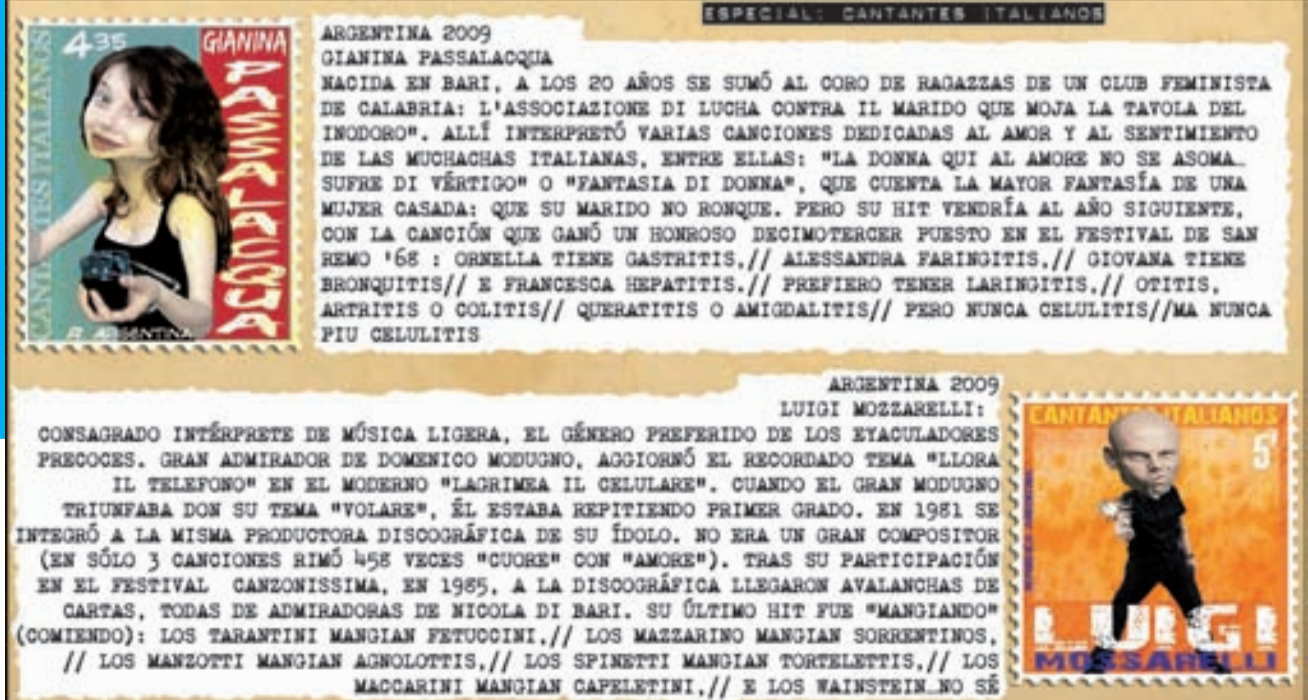 ESPECIAL: CANTANTES ITALIANOS
4.35
GIANINA
PASSALACQUA
CANTANTES ITALIANOS
R. ARGENTINA
ARGENTINA 2009
GIANINA PASSALACQUA
NACIDA EN BARI, A LOS 20 AÑOS SE SUMÓ AL CORO DE RAGAZZAS DE UN CLUB FEMINISTA
DE CALABRIA: L'ASSOCIAZIONE DI LUCHA CONTRA IL MARIDO QUE MOJA LA TAVOLA DEL
INODORO". ALLÍ INTERPRETÓ VARIAS CANCIONES DEDICADAS AL AMOR Y AL SENTIMIENTO
DE LAS MUCHACHAS ITALIANAS, ENTRE ELLAS: "LA DONNA QUI AL AMORE NO SE ASOMA…
SUFRE DI VÉRTIGO" O "FANTASIA DI DONNA", QUE CUENTA LA MAYOR FANTASÍA DE UNA
MUJER CASADA: QUE SU MARIDO NO RONQUE. PERO SU HIT VENDRÍA AL AÑO SIGUIENTE,
CON LA CANCIÓN QUE GANÓ UN HONROSO DECIMOTERCER PUESTO EN EL FESTIVAL DE SAN
REMO '68 : ORNELLA TIENE GASTRITIS,// ALESSANDRA FARINGITIS,// GIOVANA TIENE
BRONQUITIS// E FRANCESCA HEPATITIS.// PREFIERO TENER LARINGITIS,// OTITIS,
ARTRITIS O COLITIS// QUERATITIS O AMIGDALITIS// PERO NUNCA CELULITIS//MA NUNCA
PIU CELULITIS
ARGENTINA 2009
LUIGI MOZZARELLI:
CONSAGRADO INTÉRPRETE DE MÚSICA LIGERA, EL GÉNERO PREFERIDO DE LOS EYACULADORES
PRECOCES. GRAN ADMIRADOR DE DOMENICO MODUGNO, AGGIORNÓ EL RECORDADO TEMA "LLORA
IL TELEFONO" EN EL MODERNO "LAGRIMEA IL CELULARE". CUANDO EL GRAN MODUGNO
TRIUNFABA DON SU TEMA "VOLARE", ÉL ESTABA REPITIENDO PRIMER GRADO. EN 1981 SE
INTEGRÓ A LA MISMA PRODUCTORA DISCOGRÁFICA DE SU ÍDOLO. NO ERA UN GRAN COMPOSITOR
(EN SÓLO 3 CANCIONES RIMÓ 458 VECES "CUORE" CON "AMORE"). TRAS SU PARTICIPACIÓN
EN EL FESTIVAL CANZONISSIMA, EN 1985, A LA DISCOGRÁFICA LLEGARON AVALANCHAS DE
CARTAS, TODAS DE ADMIRADORAS DE NICOLA DI BARI. SU ÚLTIMO HIT FUE "MANGIANDO"
(COMIENDO): LOS TARANTINI MANGIAN FETUCCINI,// LOS MAZZARINO MANGIAN SORRENTINOS,
// LOS MANZOTTI MANGIAN AGNOLOTTIS,// LOS SPINETTI MANGIAN TORTELETTIS,// LOS
MACCARINI MANGIAN CAPELETINI,// E LOS WAINSTEIN…NO SÉ
CANTANTES ITALIANOS
5
LUIGI
MOSSARELLI